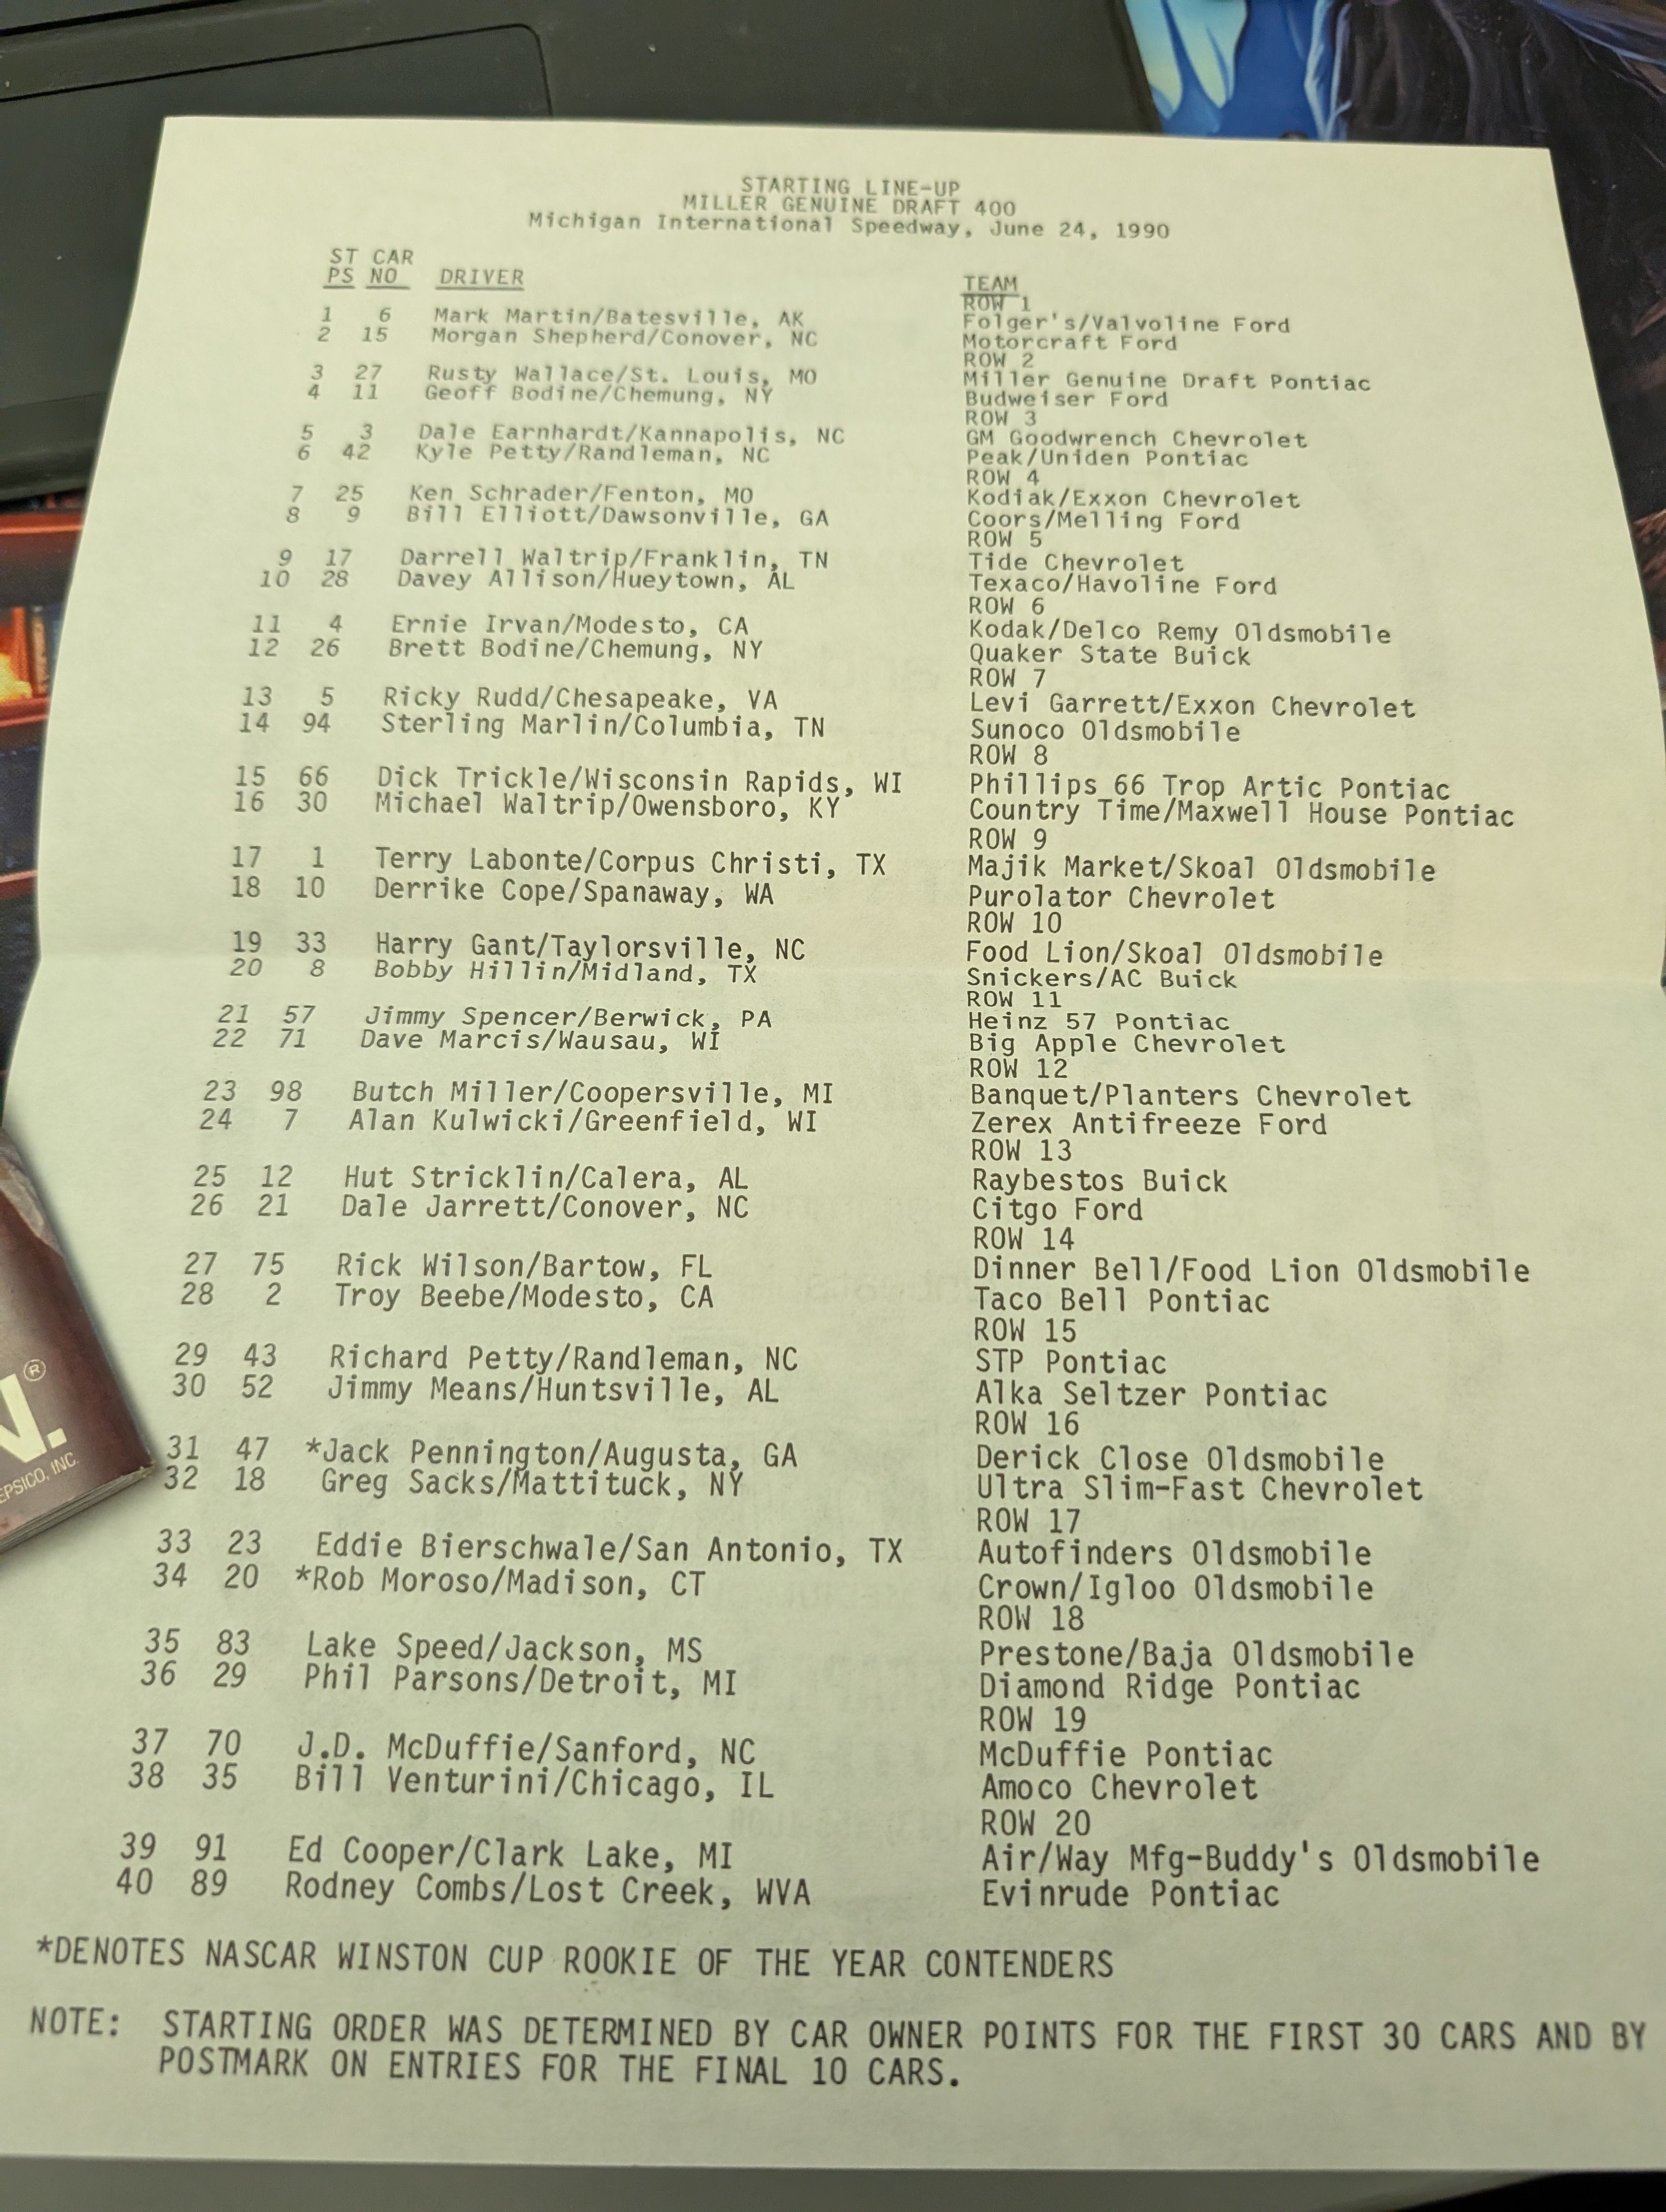 STARTING LINE-UP
MILLER GENUINE DRAFT 400
Michigan International Speedway, June 24, 1990
ST CAR
PS NO DRIVER TEAM
ROW 1
1 6 Mark Martin/Batesville, AK Folger's/Valvoline Ford
2 15 Morgan Shepherd/Conover, NC Motorcraft Ford
ROW 2
3 27 Rusty Wallace/St. Louis, MO Miller Genuine Draft Pontiac
4 11 Geoff Bodine/Chemung, NY Budweiser Ford
ROW 3
5 3 Dale Earnhardt/Kannapolis, NC GM Goodwrench Chevrolet
6 42 Kyle Petty/Randleman, NC Peak/Uniden Pontiac
ROW 4
7 25 Ken Schrader/Fenton, MO Kodiak/Exxon Chevrolet
8 9 Bill Elliott/Dawsonville, GA Coors/Melling Ford
ROW 5
9 17 Darrell Waltrip/Franklin, TN Tide Chevrolet
10 28 Davey Allison/Hueytown, AL Texaco/Havoline Ford
ROW 6
11 4 Ernie Irvan/Modesto, CA Kodak/Delco Remy Oldsmobile
12 26 Brett Bodine/Chemung, NY Quaker State Buick
ROW 7
13 5 Ricky Rudd/Chesapeake, VA Levi Garrett/Exxon Chevrolet
14 94 Sterling Marlin/Columbia, TN Sunoco Oldsmobile
ROW 8
15 66 Dick Trickle/Wisconsin Rapids, WI Phillips 66 Trop Artic Pontiac
16 30 Michael Waltrip/Owensboro, KY Country Time/Maxwell House Pontiac
ROW 9
17 1 Terry Labonte/Corpus Christi, TX Majik Market/Skoal Oldsmobile
18 10 Derrike Cope/Spanaway, WA Purolator Chevrolet
ROW 10
19 33 Harry Gant/Taylorsville, NC Food Lion/Skoal Oldsmobile
20 8 Bobby Hillin/Midland, TX Snickers/AC Buick
ROW 11
21 57 Jimmy Spencer/Berwick, PA Heinz 57 Pontiac
22 71 Dave Marcis/Wausau, WI Big Apple Chevrolet
ROW 12
23 98 Butch Miller/Coopersville, MI Banquet/Planters Chevrolet
24 7 Alan Kulwicki/Greenfield, WI Zerex Antifreeze Ford
ROW 13
25 12 Hut Stricklin/Calera, AL Raybestos Buick
26 21 Dale Jarrett/Conover, NC Citgo Ford
ROW 14
27 75 Rick Wilson/Bartow, FL Dinner Bell/Food Lion Oldsmobile
28 2 Troy Beebe/Modesto, CA Taco Bell Pontiac
ROW 15
29 43 Richard Petty/Randleman, NC STP Pontiac
30 52 Jimmy Means/Huntsville, AL Alka Seltzer Pontiac
ROW 16
31 47 *Jack Pennington/Augusta, GA Derick Close Oldsmobile
32 18 Greg Sacks/Mattituck, NY Ultra Slim-Fast Chevrolet
ROW 17
33 23 Eddie Bierschwale/San Antonio, TX Autofinders Oldsmobile
34 20 *Rob Moroso/Madison, CT Crown/Igloo Oldsmobile
ROW 18
35 83 Lake Speed/Jackson, MS Prestone/Baja Oldsmobile
36 29 Phil Parsons/Detroit, MI Diamond Ridge Pontiac
ROW 19
37 70 J.D. McDuffie/Sanford, NC McDuffie Pontiac
38 35 Bill Venturini/Chicago, IL Amoco Chevrolet
ROW 20
39 91 Ed Cooper/Clark Lake, MI Air/Way Mfg-Buddy's Oldsmobile
40 89 Rodney Combs/Lost Creek, WVA Evinrude Pontiac
*DENOTES NASCAR WINSTON CUP ROOKIE OF THE YEAR CONTENDERS
NOTE: STARTING ORDER WAS DETERMINED BY CAR OWNER POINTS FOR THE FIRST 30 CARS AND BY
POSTMARK ON ENTRIES FOR THE FINAL 10 CARS.
N.®
EPSICO, INC.